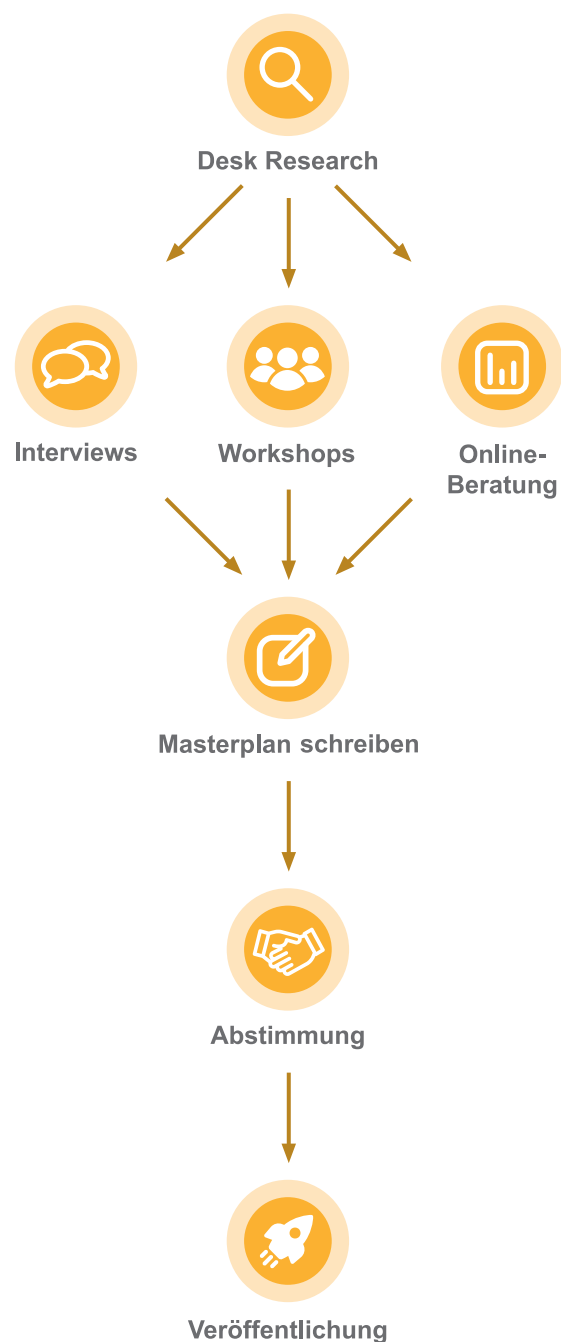 Desk Research
Interviews
Workshops
Online-
Beratung
Masterplan schreiben
Abstimmung
Veröffentlichung